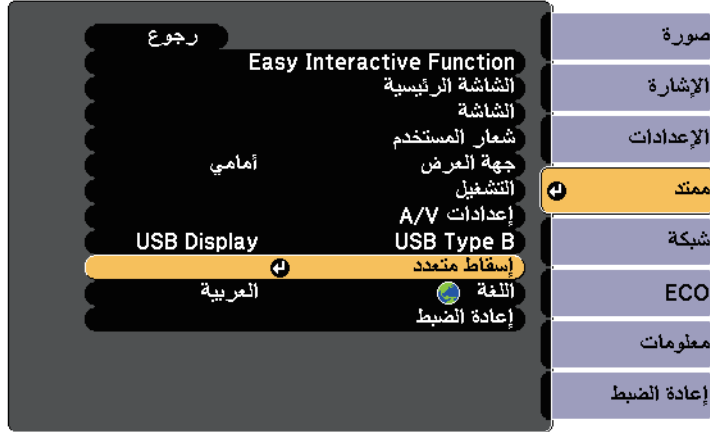 صورة
الإشارة
الإعدادات
ممتد
شبكة
ECO
معلومات
إعادة الضبط
رجوع
Easy Interactive Function
الشاشة الرئيسية
الشاشة
شعار المستخدم
جهة العرض أمامي
التشغيل
إعدادات A/V
USB Type B USB Display
إسقاط متعدد
اللغة العربية
إعادة الضبط